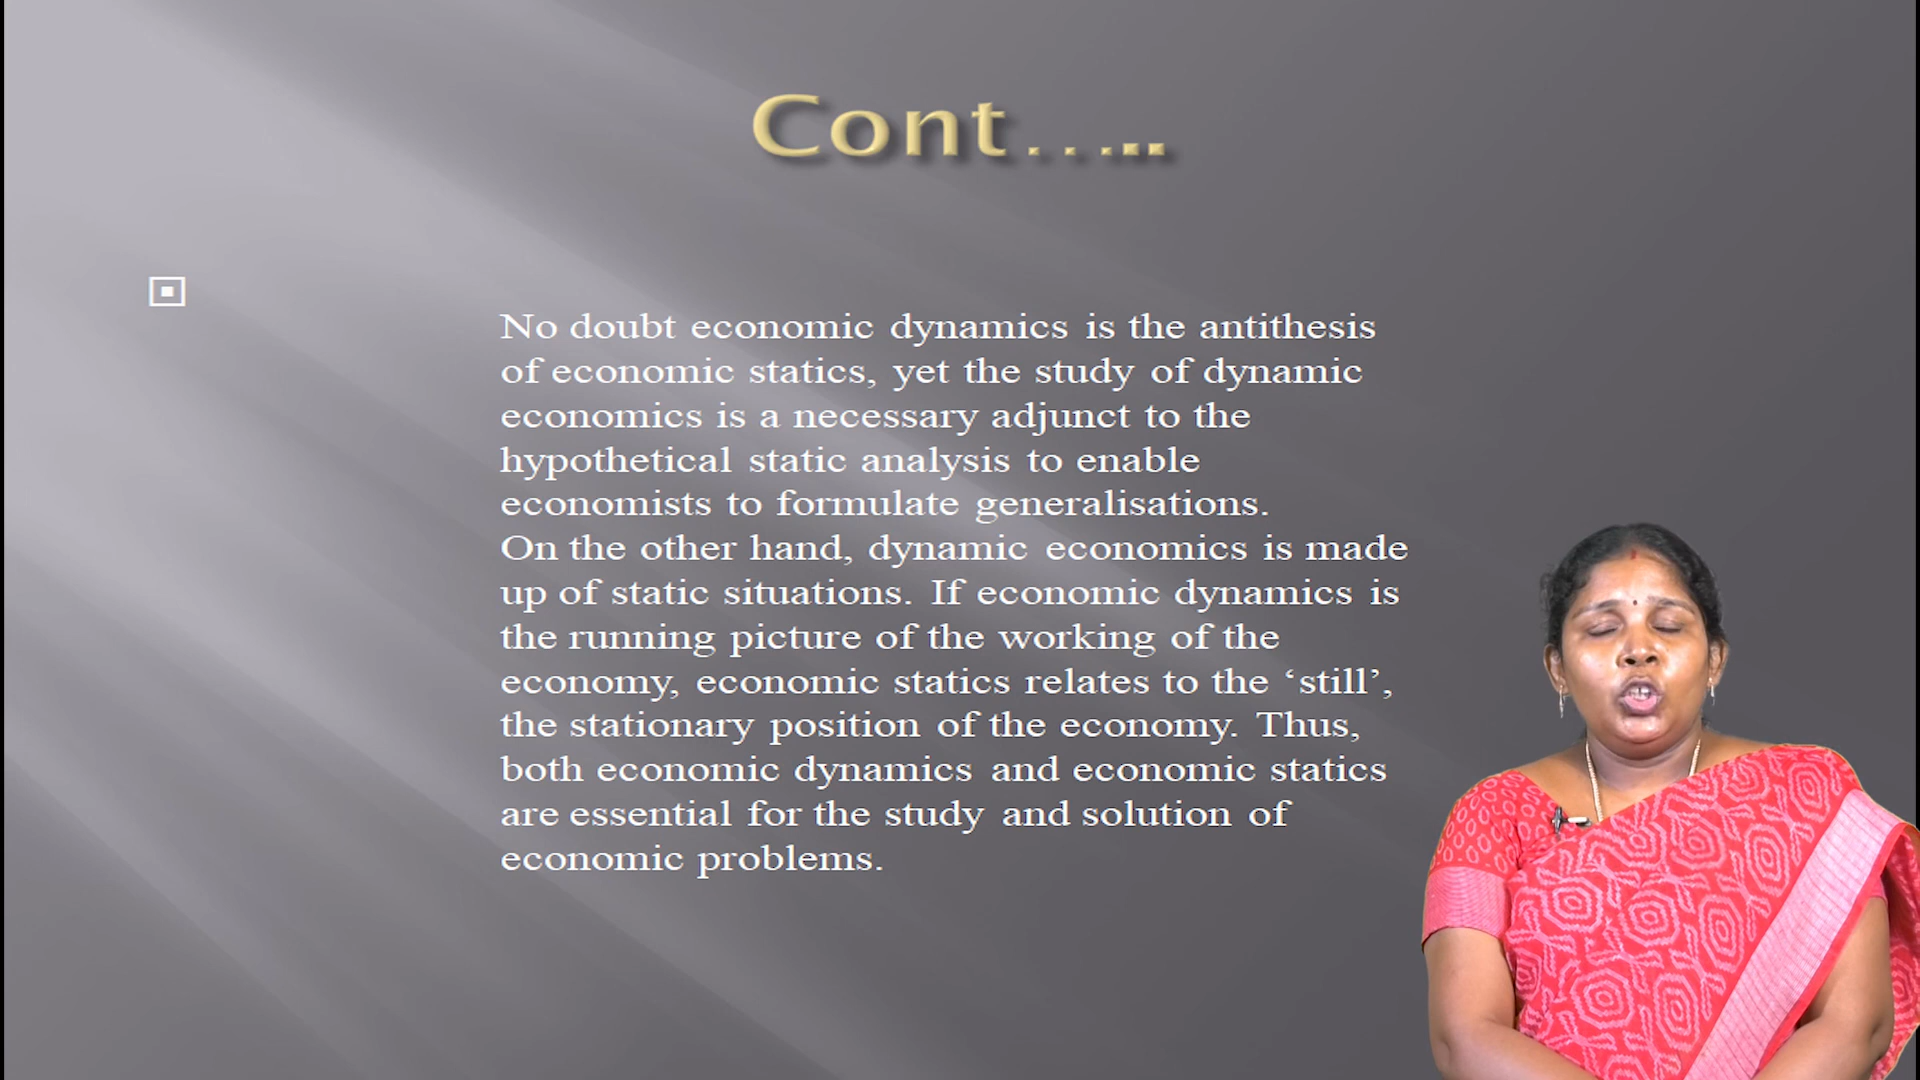 Cont.....
No doubt economic dynamics is the antithesis
of economic statics, yet the study of dynamic
economics is a necessary adjunct to the
hypothetical static analysis to enable
economists to formulate generalisations.
On the other hand, dynamic economics is made
up of static situations. If economic dynamics is
the running picture of the working of the
economy, economic statics relates to the ‘still’,
the stationary position of the economy. Thus,
both economic dynamics and economic statics
are essential for the study and solution of
economic problems.